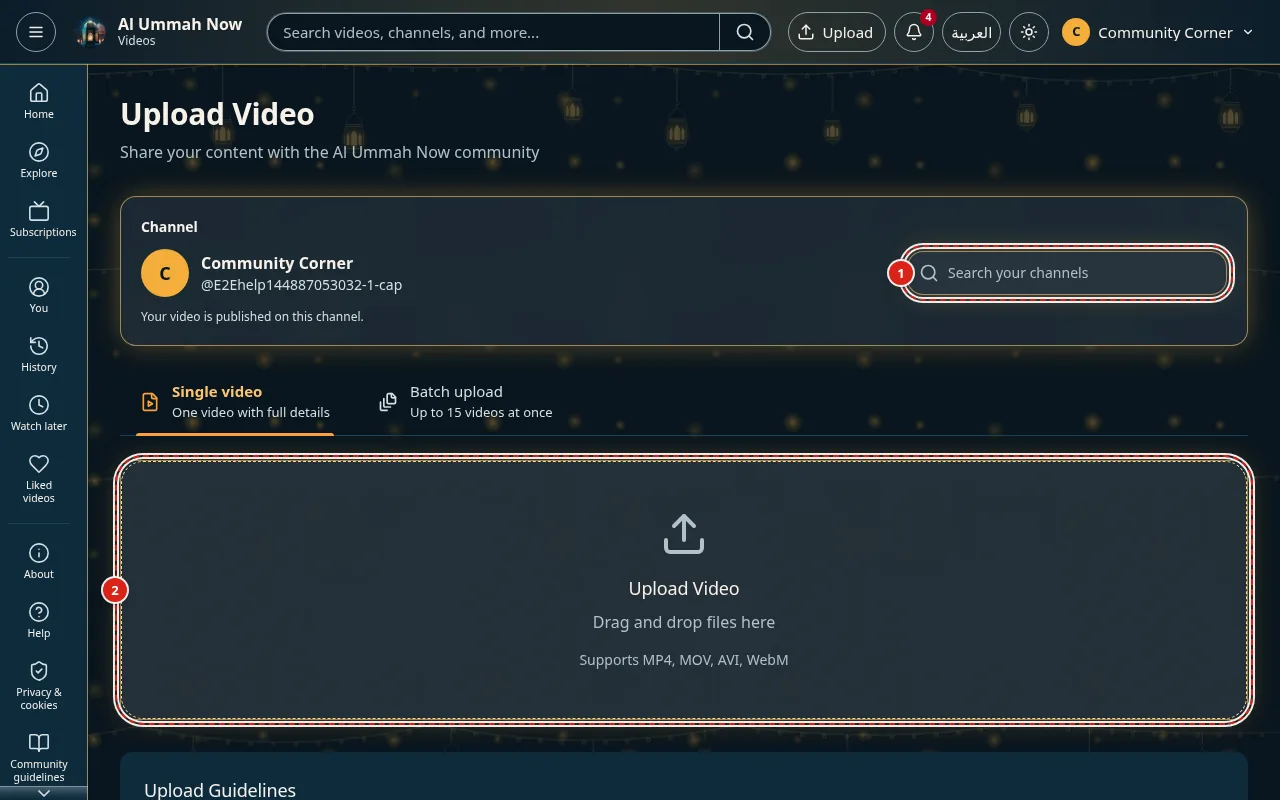 Al Ummah Now
Videos
Search videos, channels, and more...
Upload
4
العربية
C
Community Corner
Home
Explore
Subscriptions
You
History
Watch later
Liked
videos
About
Help
Privacy &
cookies
Community
guidelines
Upload Video
Share your content with the Al Ummah Now community
Channel
C
Community Corner
@E2Ehelp144887053032-1-cap
Your video is published on this channel.
1
Search your channels
Single video
One video with full details
Batch upload
Up to 15 videos at once
2
Upload Video
Drag and drop files here
Supports MP4, MOV, AVI, WebM
Upload Guidelines